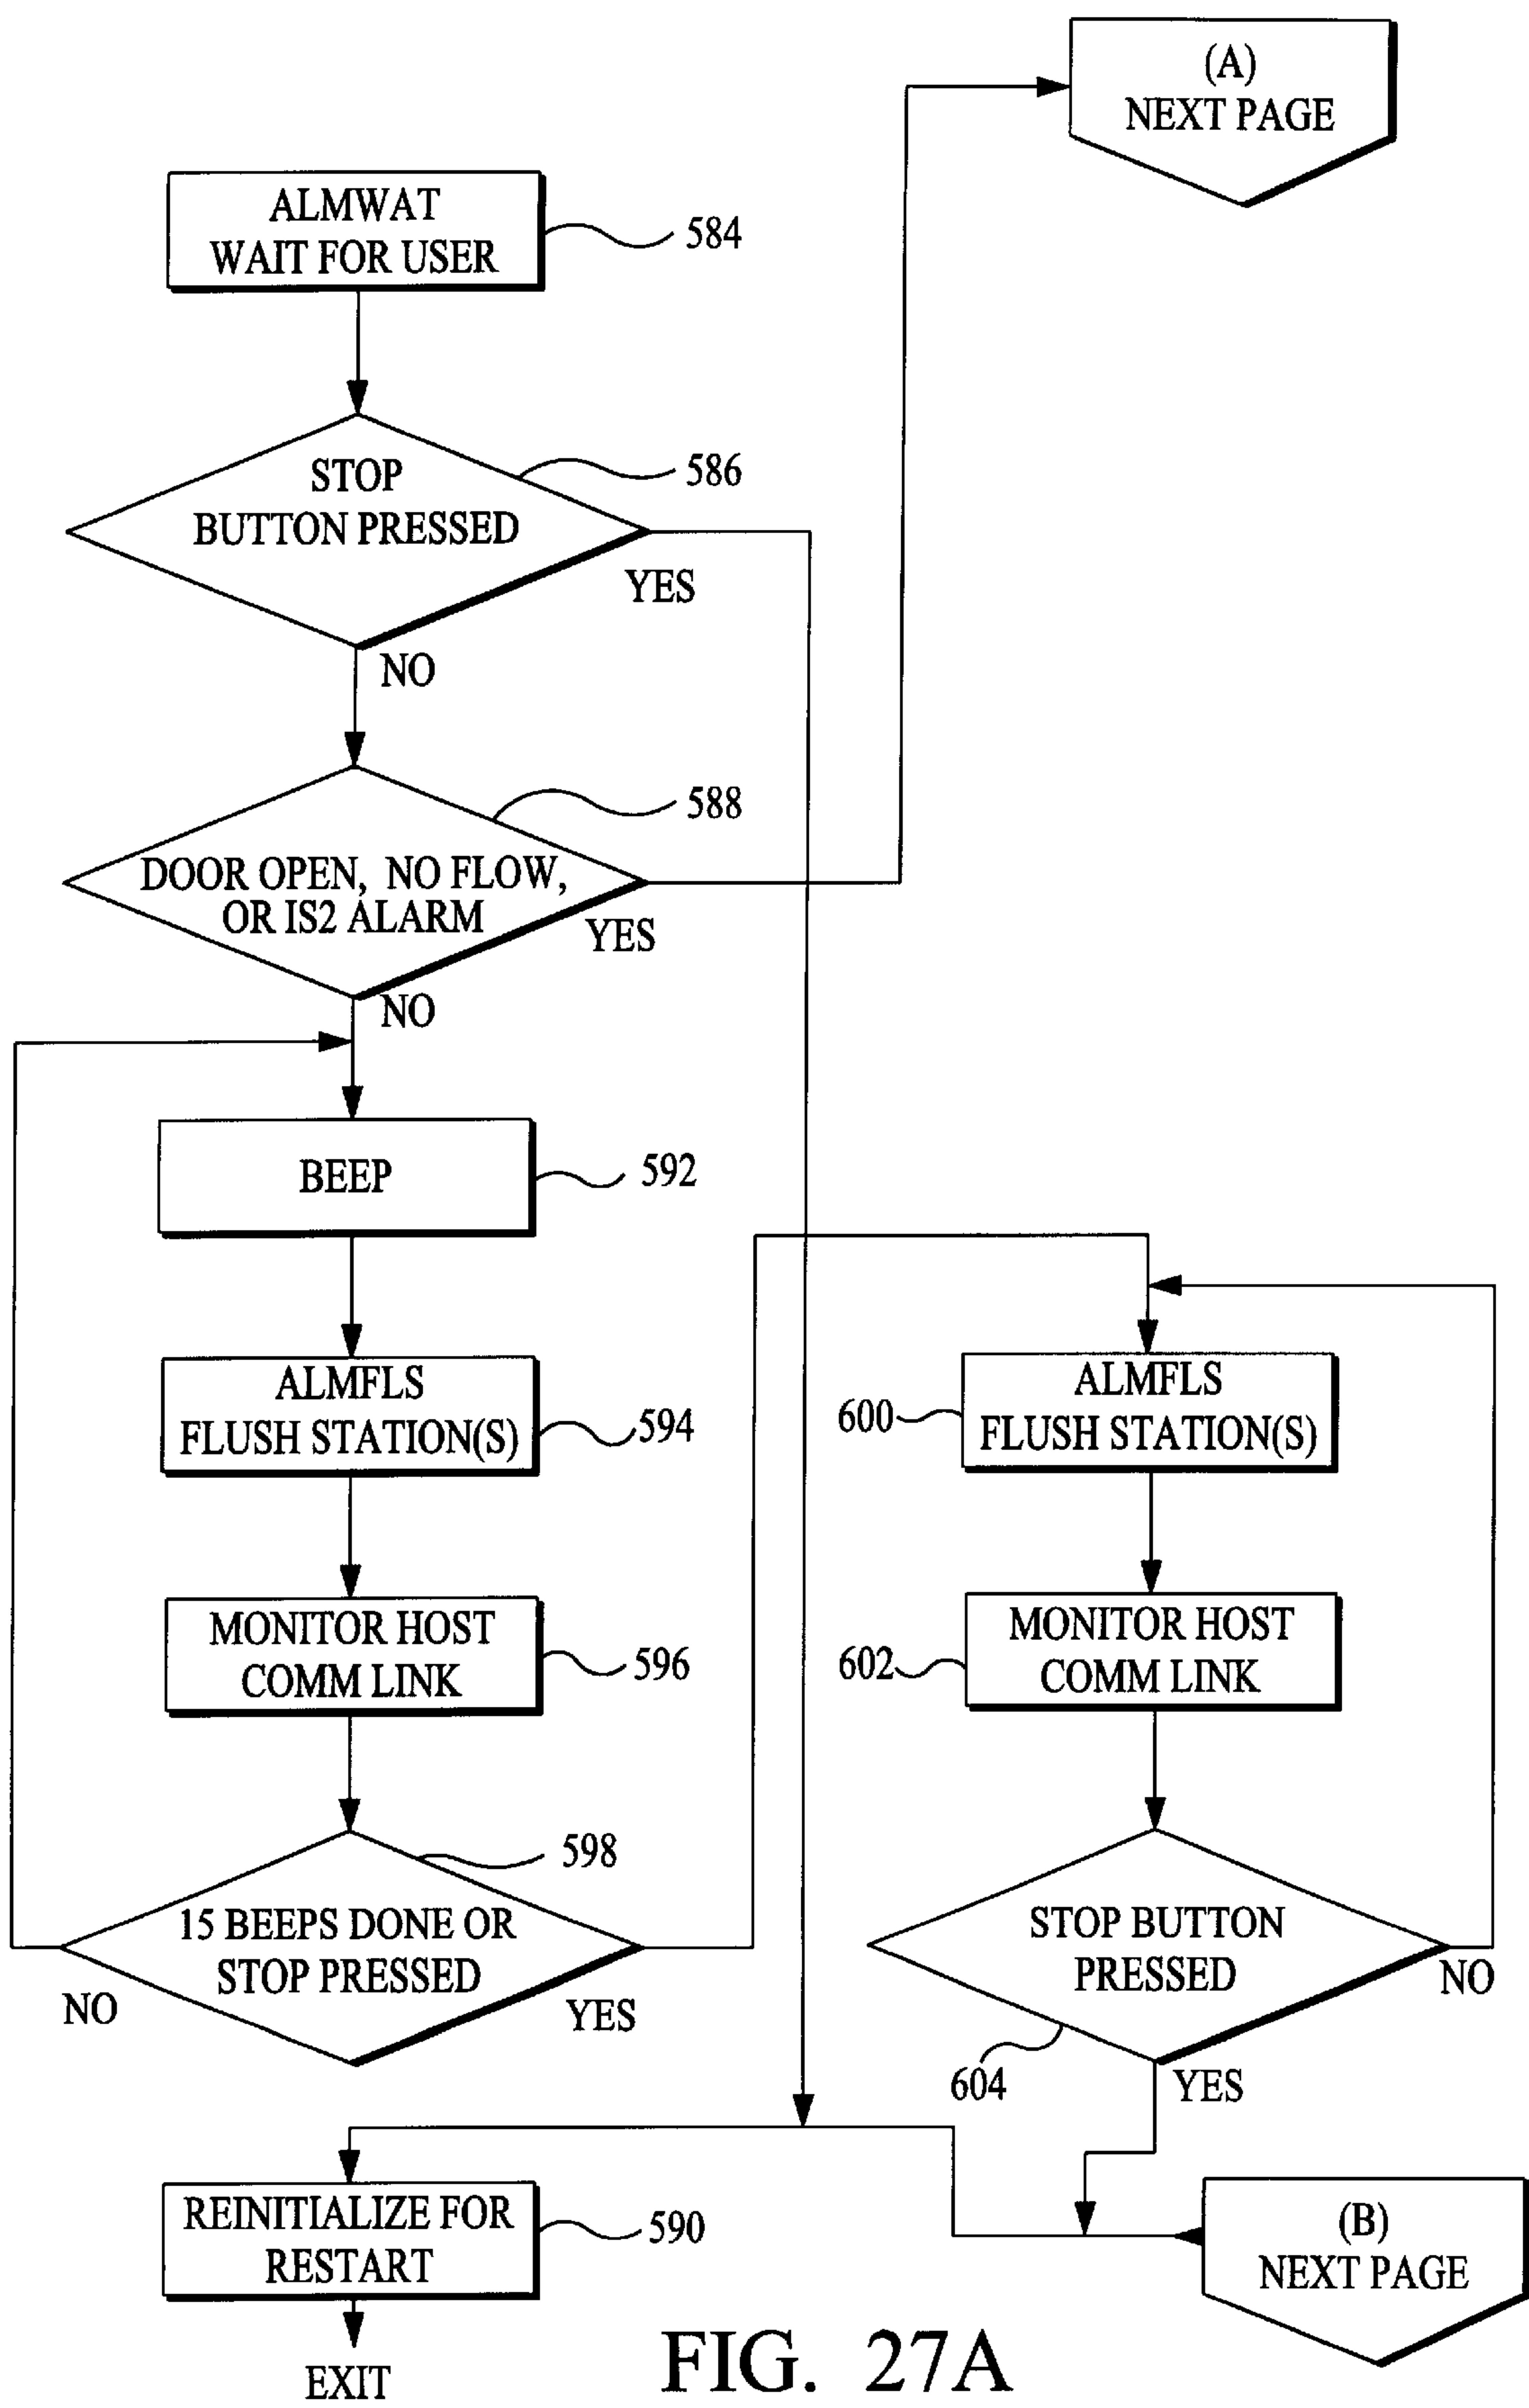 (A)
NEXT PAGE
ALMWAT
WAIT FOR USER
584
STOP
BUTTON PRESSED
586
YES
NO
DOOR OPEN, NO FLOW,
OR IS2 ALARM
588
YES
NO
BEEP
592
ALMFLS
FLUSH STATION(S)
594
MONITOR HOST
COMM LINK
596
15 BEEPS DONE OR
STOP PRESSED
598
NO
YES
ALMFLS
FLUSH STATION(S)
600
MONITOR HOST
COMM LINK
602
STOP BUTTON
PRESSED
604
NO
YES
REINITIALIZE FOR
RESTART
590
EXIT
(B)
NEXT PAGE
FIG. 27A